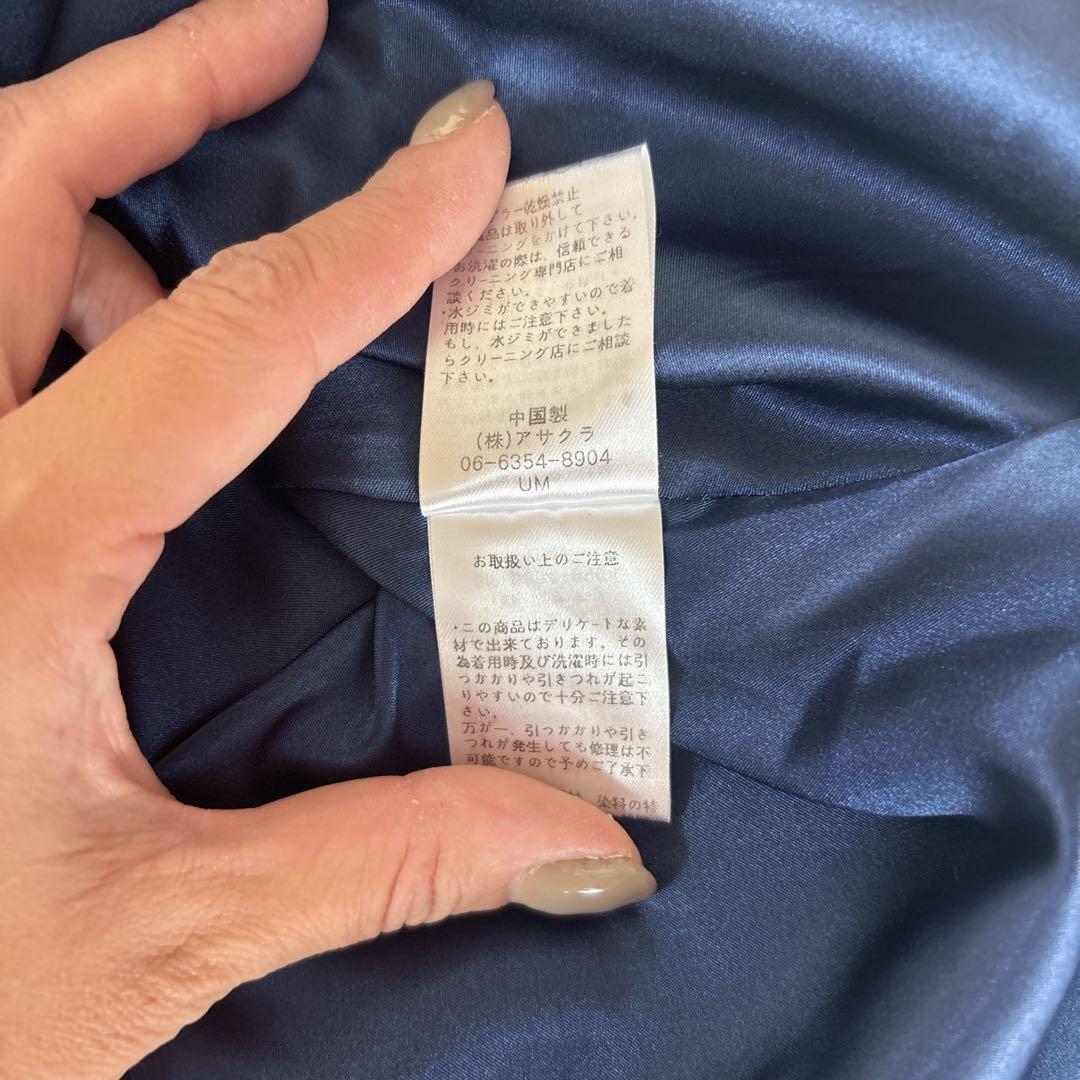 ラー乾燥禁止
品は取り外して
ーニングをかけて下さい。
お洗濯の際は、信頼できる
クリーニング専門店にご相
談ください。
・水ジミができやすいので着
用時にはご注意下さい。
もし、水ジミができました
らクリーニング店にご相談
下さい。
中国製
(株)アサクラ
06-6354-8904
UM
お取扱い上のご注意
・この商品はデリケートな素
材で出来ております。その
為着用時及び洗濯時には引
っかかりや引きつれが起こ
りやすいので十分ご注意下
さい。
万が一、引っかかりや引き
つれが発生しても修理は不
可能ですので予めご了承下
染料の特